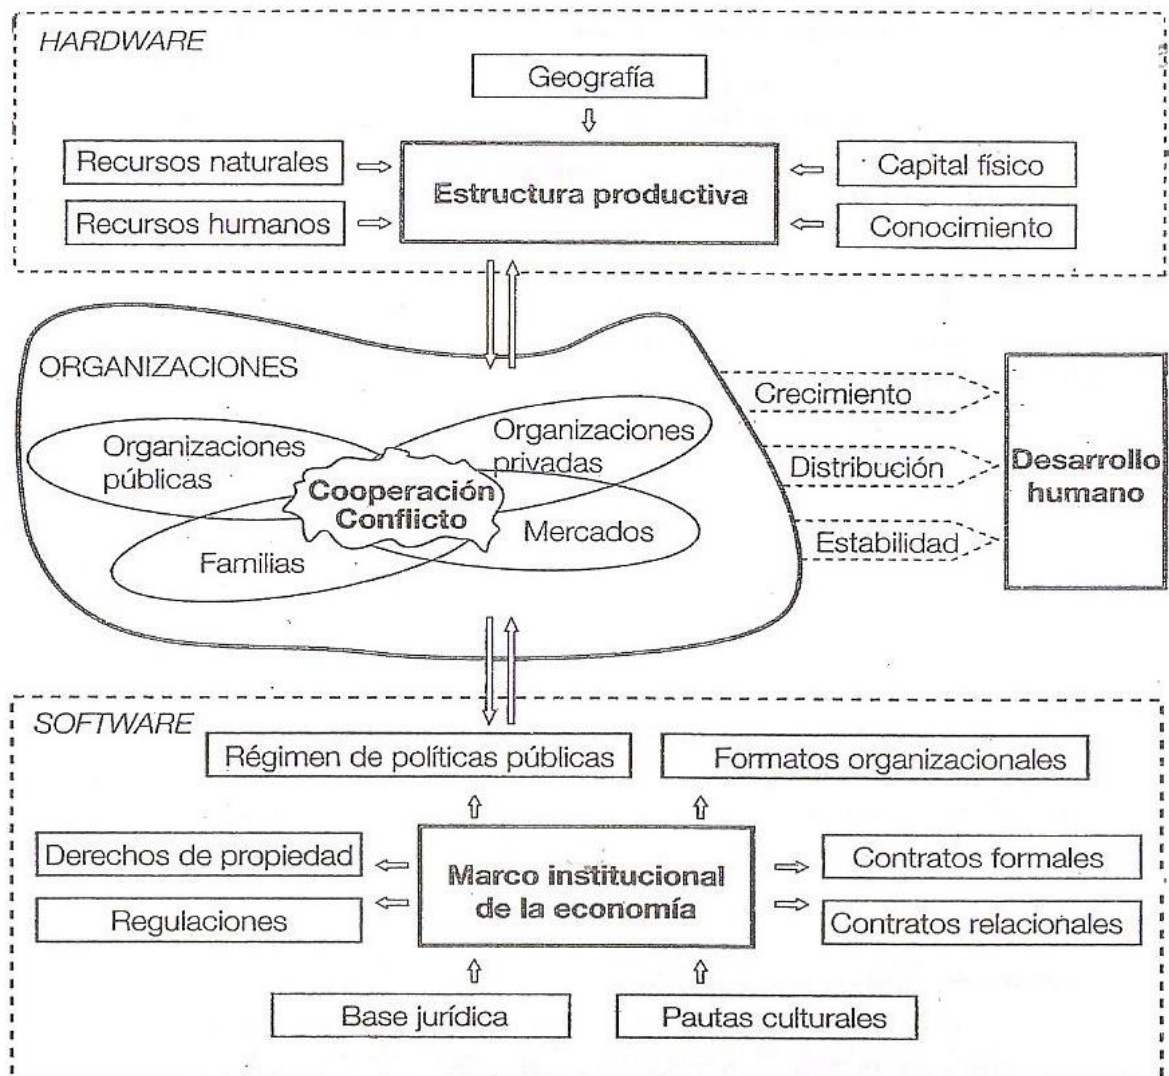 HARDWARE
Geografía
Recursos naturales
Recursos humanos
Estructura productiva
Capital físico
Conocimiento
ORGANIZACIONES
Organizaciones
públicas
Organizaciones
privadas
Cooperación
Conflicto
Familias
Mercados
Crecimiento
Distribución
Estabilidad
Desarrollo
humano
SOFTWARE
Régimen de políticas públicas
Formatos organizacionales
Derechos de propiedad
Regulaciones
Marco institucional
de la economía
Contratos formales
Contratos relacionales
Base jurídica
Pautas culturales